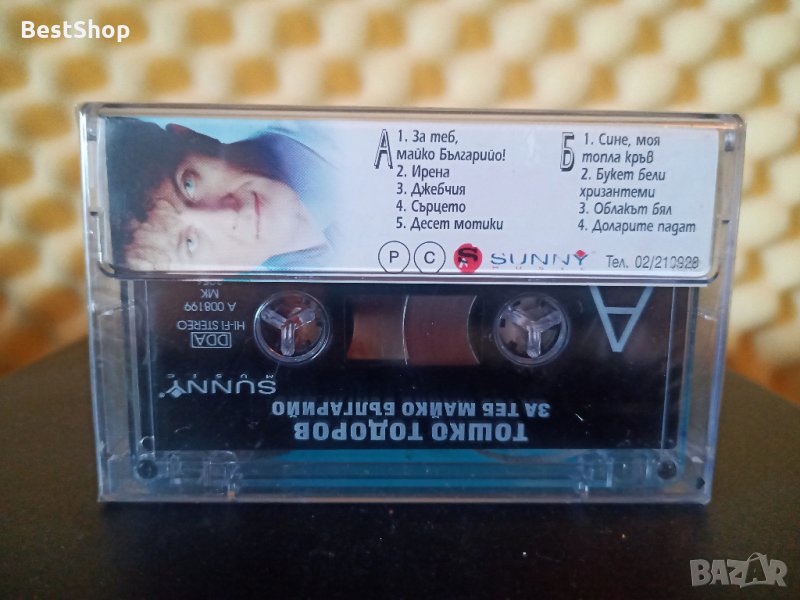 BestShop
А
1. За теб,
майко Българийо!
2. Ирена
3. Джебчия
4. Сърцето
5. Десет мотики
Б
1. Сине, моя
топла кръв
2. Букет бели
хризантеми
3. Облакът бял
4. Доларите падат
P C SUNNY
MUSIC
Тел. 02/210928
А
ТОШКО ТОДОРОВ
ЗА ТЕБ МАЙКО БЪЛГАРИЙО
SUNNY
MUSIC
DDA
HI-FI STEREO
A 008199
MK
BAZAR